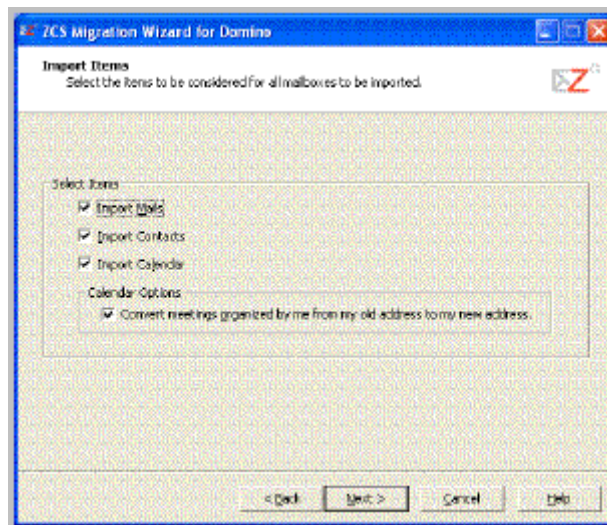 ZCS Migration Wizard for Domino
Import Items
Select the items to be considered for all mailboxes to be imported.
Z
Select Items
Import Mails
Import Contacts
Import Calendar
Calendar Options
Convert meetings organized by me from my old address to my new address.
< Back Next > Cancel Help